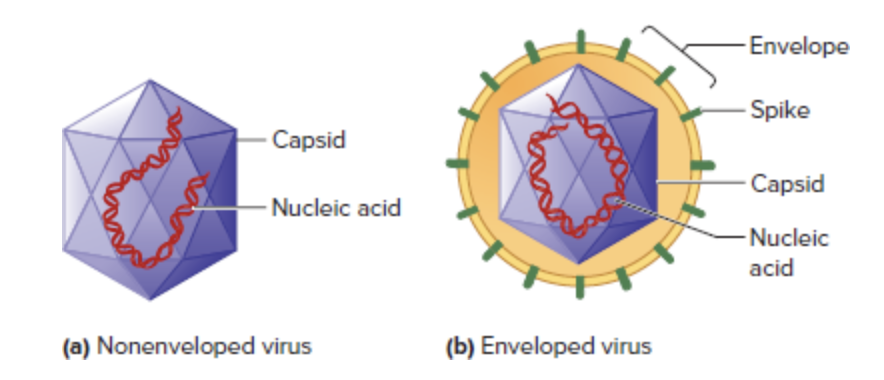 Capsid
Nucleic acid
(a) Nonenveloped virus
Envelope
Spike
Capsid
Nucleic
acid
(b) Enveloped virus